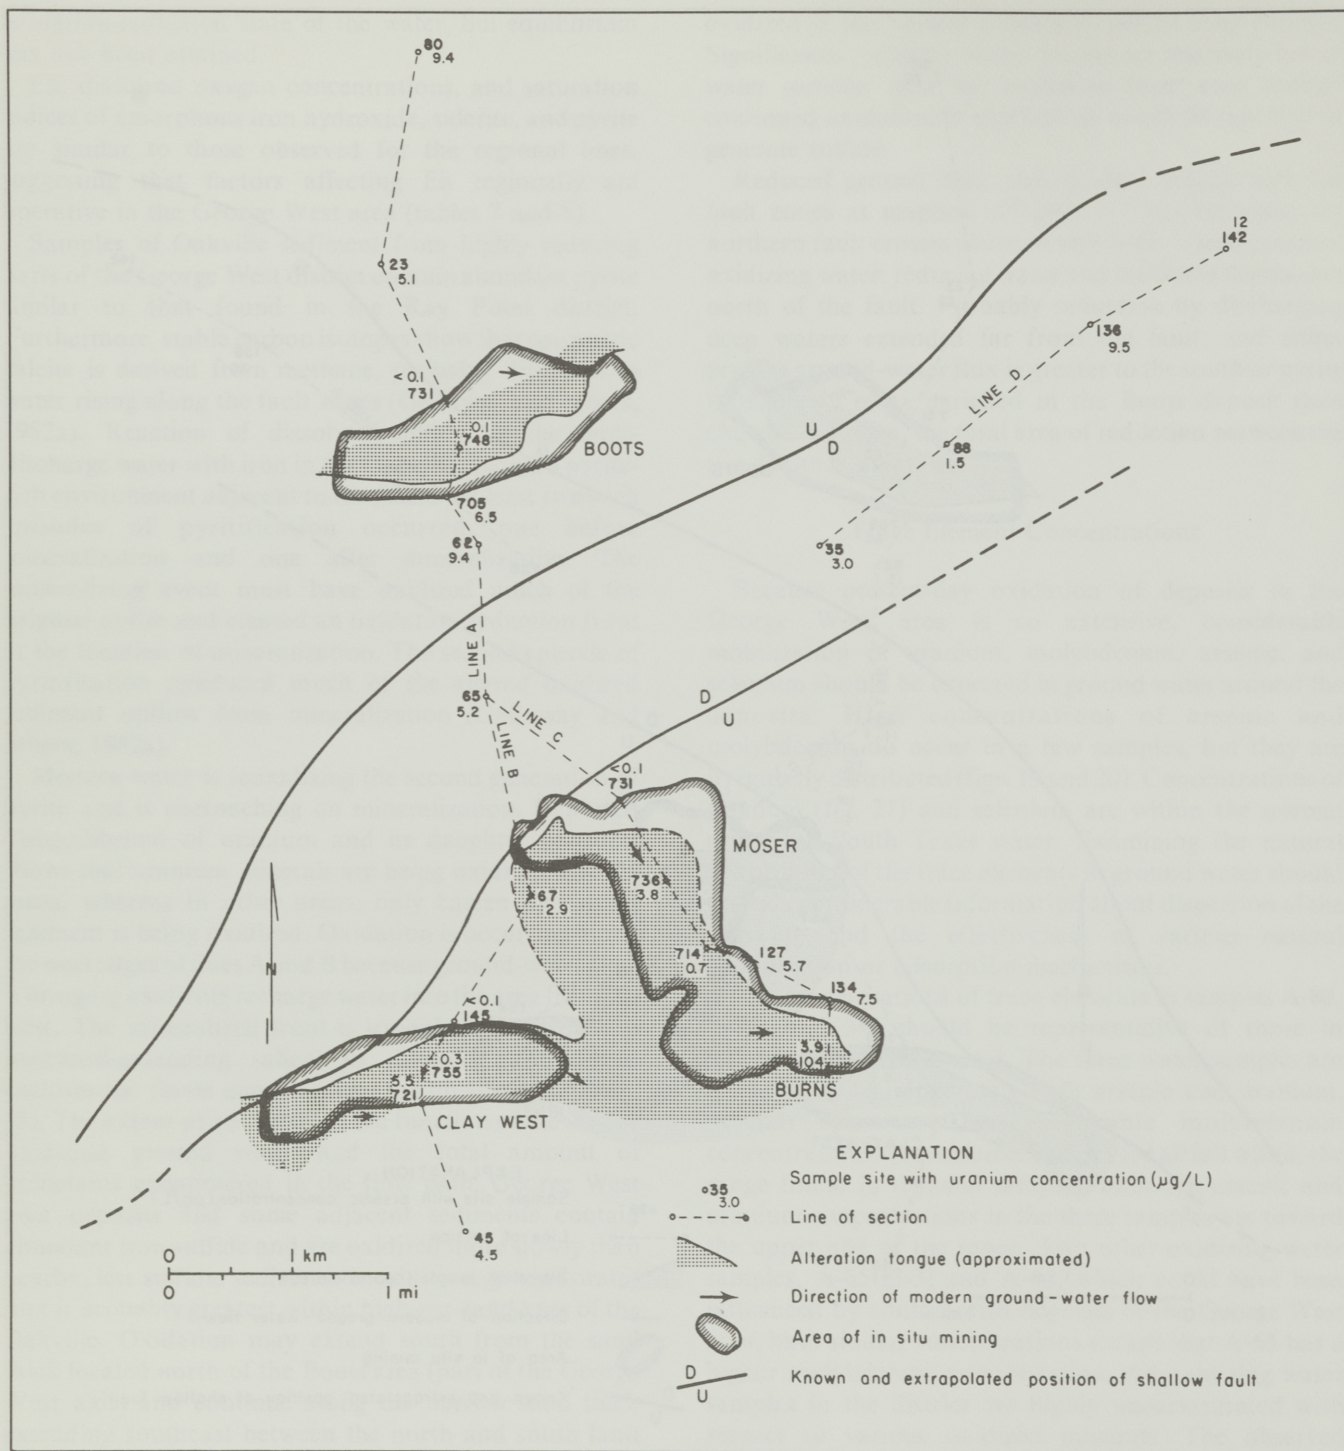 80
9.4
12
142
23
5.1
136
9.5
LINE D
<0.1
731
0.1
748
BOOTS
U
D
88
1.5
705
6.5
62
9.4
35
3.0
LINE A
65
5.2
LINE C
LINE B
D
U
<0.1
731
MOSER
736
3.8
67
2.9
714
0.7
127
5.7
N
134
7.5
<0.1
145
0.3
755
5.5
721
3.9
104
BURNS
CLAY WEST
45
4.5
0 1 km
0 1 mi
EXPLANATION
35
3.0
Sample site with uranium concentration (µg/L)
Line of section
Alteration tongue (approximated)
Direction of modern ground-water flow
Area of in situ mining
D
U
Known and extrapolated position of shallow fault